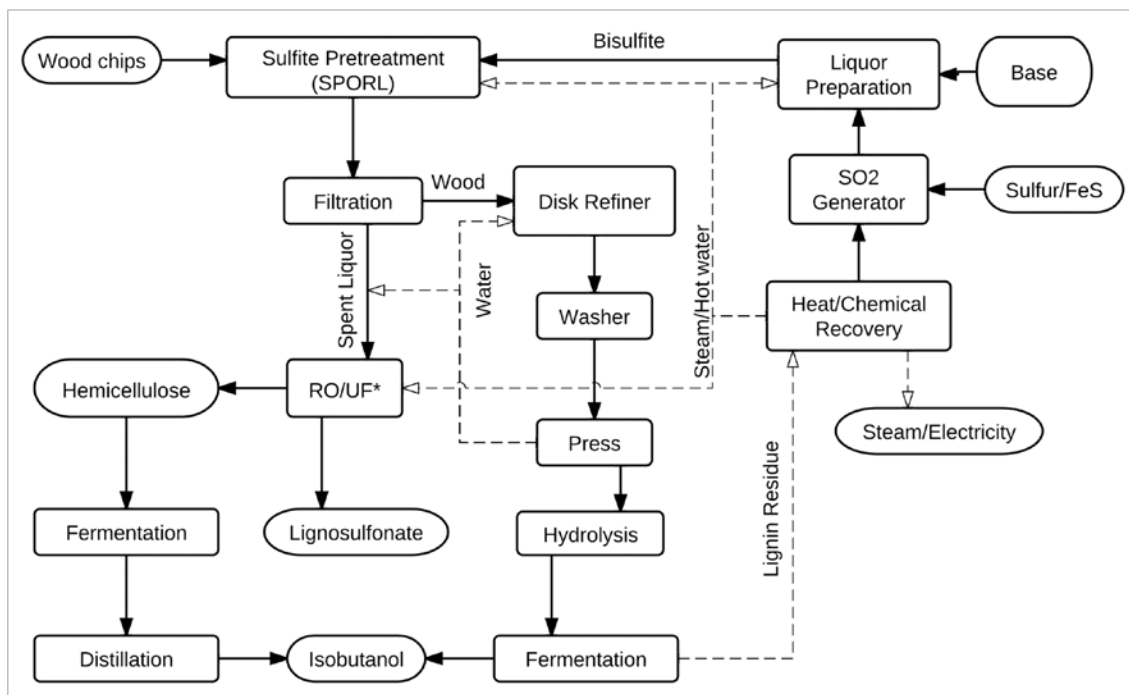 Wood chips
Sulfite Pretreatment
(SPORL)
Bisulfite
Liquor
Preparation
Base
Filtration
Wood
Disk Refiner
SO2
Generator
Sulfur/FeS
Spent Liquor
Water
Steam/Hot water
Washer
Heat/Chemical
Recovery
Hemicellulose
RO/UF*
Press
Steam/Electricity
Fermentation
Lignosulfonate
Hydrolysis
Lignin Residue
Distillation
Isobutanol
Fermentation